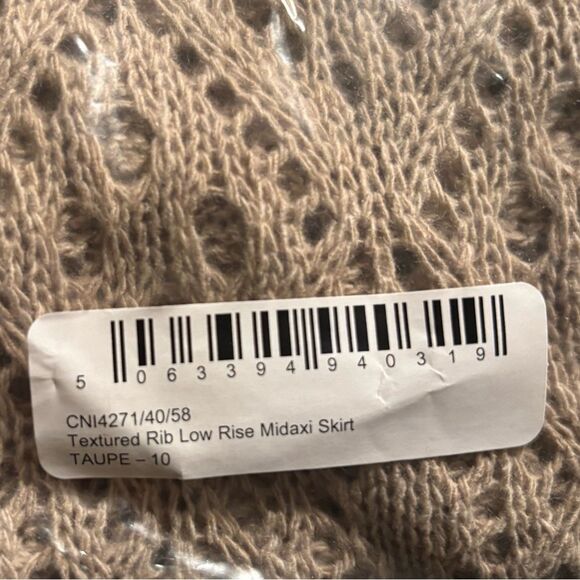 5 063394 940319
CNI4271/40/58
Textured Rib Low Rise Midaxi Skirt
TAUPE – 10